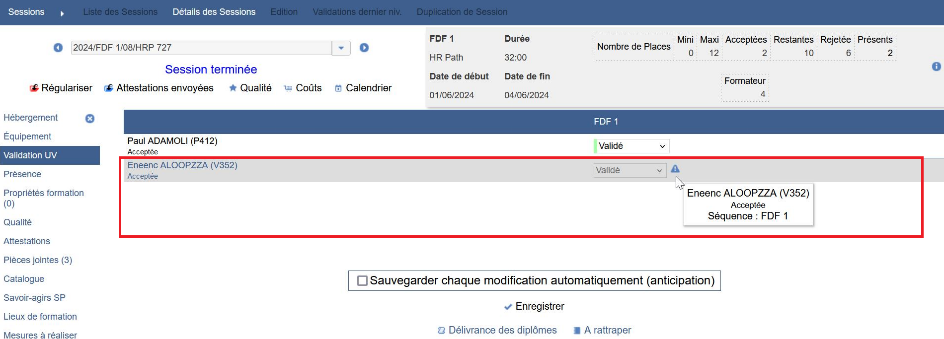 Sessions
Liste des Sessions
Détails des Sessions
Edition
Validations dernier niv.
Duplication de Session
2024/FDF 1/08/HRP 727
Session terminée
Régulariser
Attestations envoyées
Qualité
Coûts
Calendrier
FDF 1
Durée
HR Path
32:00
Date de début
Date de fin
01/06/2024
04/06/2024
Nombre de Places
Mini Maxi Acceptées Restantes Rejetée Présents
0 12 2 10 6 2
Formateur
4
Hébergement
Équipement
Validation UV
Présence
Propriétés formation
(0)
Qualité
Attestations
Pièces jointes (3)
Catalogue
Savoir-agirs SP
Lieux de formation
Mesures à réaliser
FDF 1
Paul ADAMOLI (P412)
Acceptée
Validé
Eneenc ALOOPZZA (V352)
Acceptée
Validé
Eneenc ALOOPZZA (V352)
Acceptée
Séquence : FDF 1
Sauvegarder chaque modification automatiquement (anticipation)
Enregistrer
Délivrance des diplômes
A rattraper